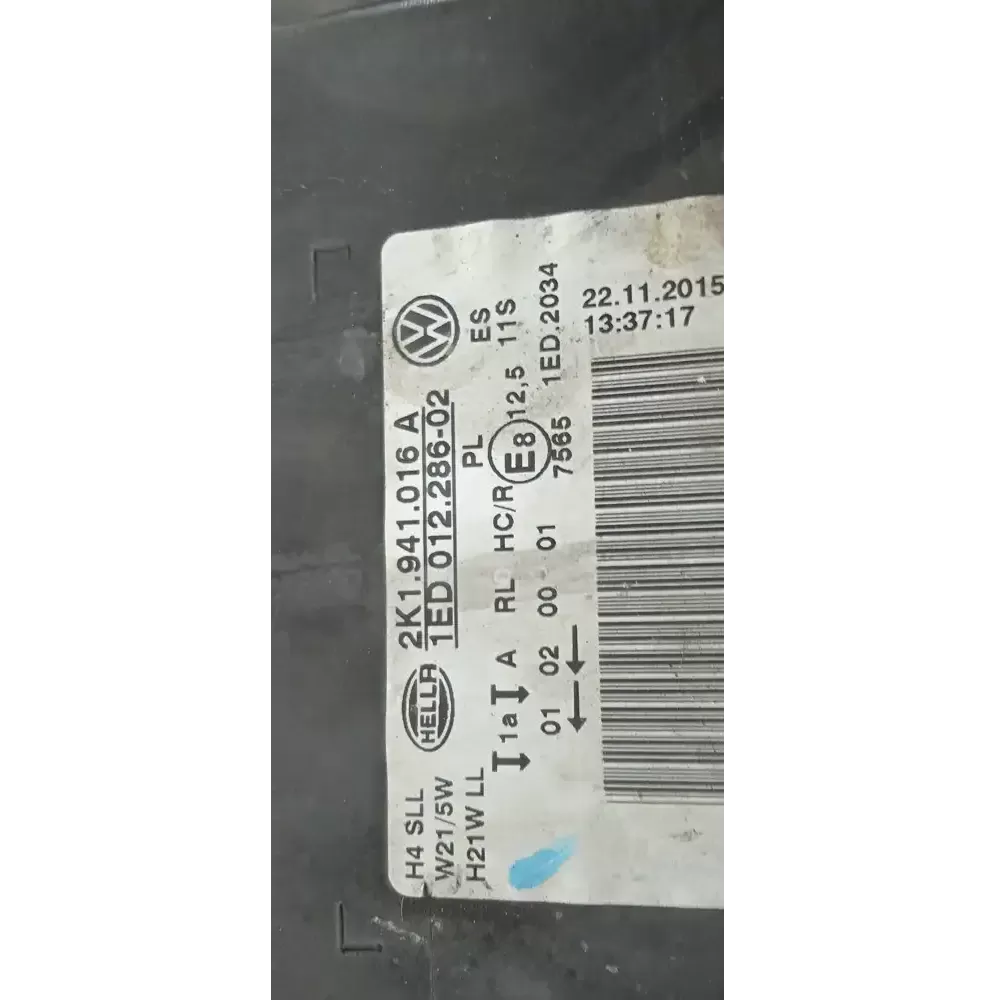 H4 SLL
W21/5W
H21W LL
HELLA
2K1.941.016 A
1ED 012.286-02
PL ES
1a A RL HC/R E8 12,5 11S
01 02 00 01 7565 1ED.2034
22.11.2015
13:37:17